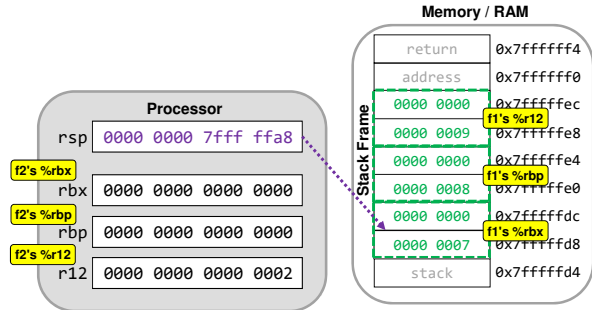 Memory / RAM
return 0x7ffffff4
address 0x7ffffff0
0000 0000 0x7fffffec
f1's %r12
0000 0009 0x7fffffe8
0000 0000 0x7fffffe4
f1's %rbp
0000 0008 0x7fffffe0
0000 0000 0x7fffffdc
f1's %rbx
0000 0007 0x7fffffd8
stack 0x7fffffd4
Stack Frame
Processor
rsp 0000 0000 7fff ffa8
f2's %rbx
rbx 0000 0000 0000 0000
f2's %rbp
rbp 0000 0000 0000 0000
f2's %r12
r12 0000 0000 0000 0002